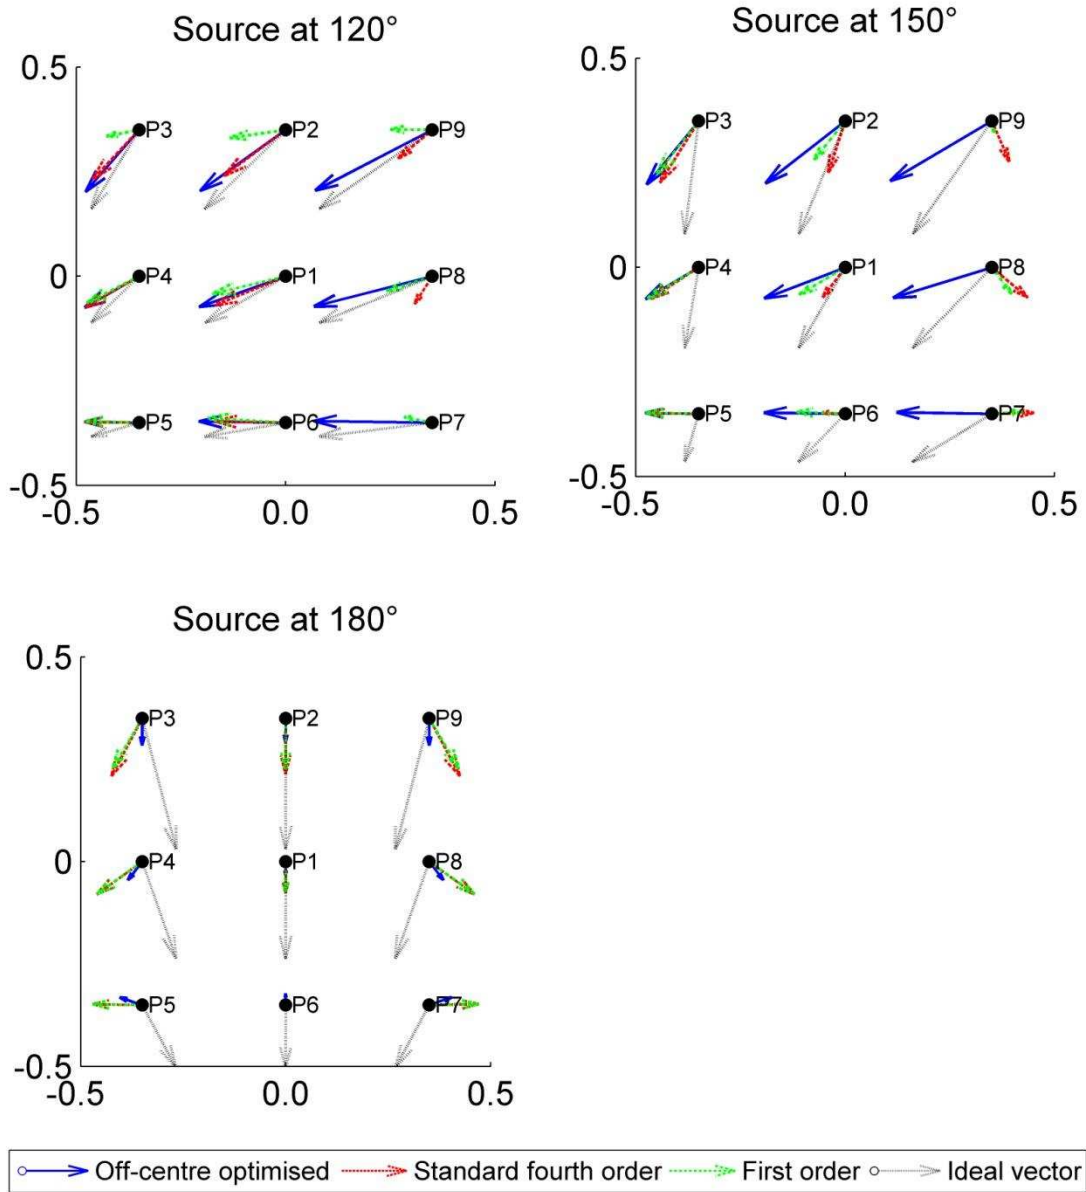 Source at 120°
0.5
P3 P2 P9
0 P4 P1 P8
P5 P6 P7
-0.5
-0.5 0.0 0.5
Source at 150°
0.5
P3 P2 P9
0 P4 P1 P8
P5 P6 P7
-0.5
-0.5 0.0 0.5
Source at 180°
0.5
P3 P2 P9
0 P4 P1 P8
P5 P6 P7
-0.5
-0.5 0.0 0.5
Off-centre optimised Standard fourth order First order Ideal vector